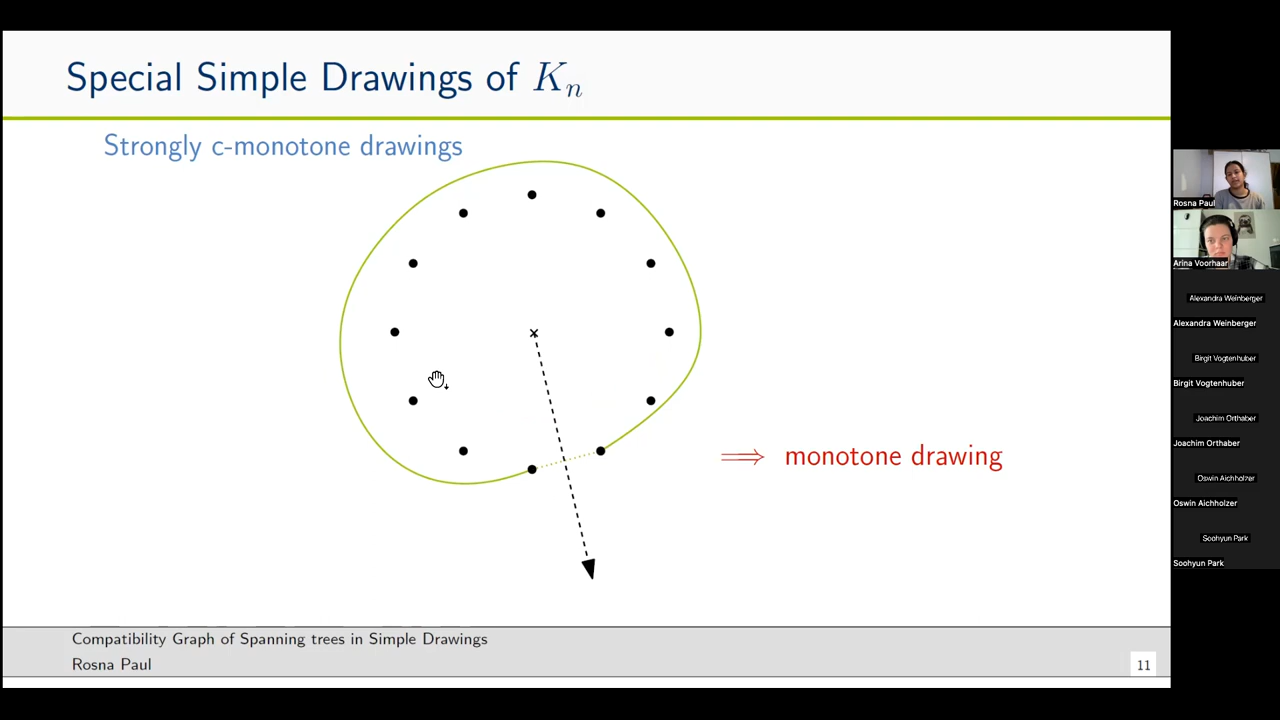 Special Simple Drawings of Kn
Strongly c-monotone drawings
⟹ monotone drawing
Compatibility Graph of Spanning trees in Simple Drawings
Rosna Paul
11
Rosna Paul
Arina Voorhaar
Alexandra Weinberger
Alexandra Weinberger
Birgit Vogtenhuber
Birgit Vogtenhuber
Joachim Orthaber
Joachim Orthaber
Oswin Aichholzer
Oswin Aichholzer
Soohyun Park
Soohyun Park